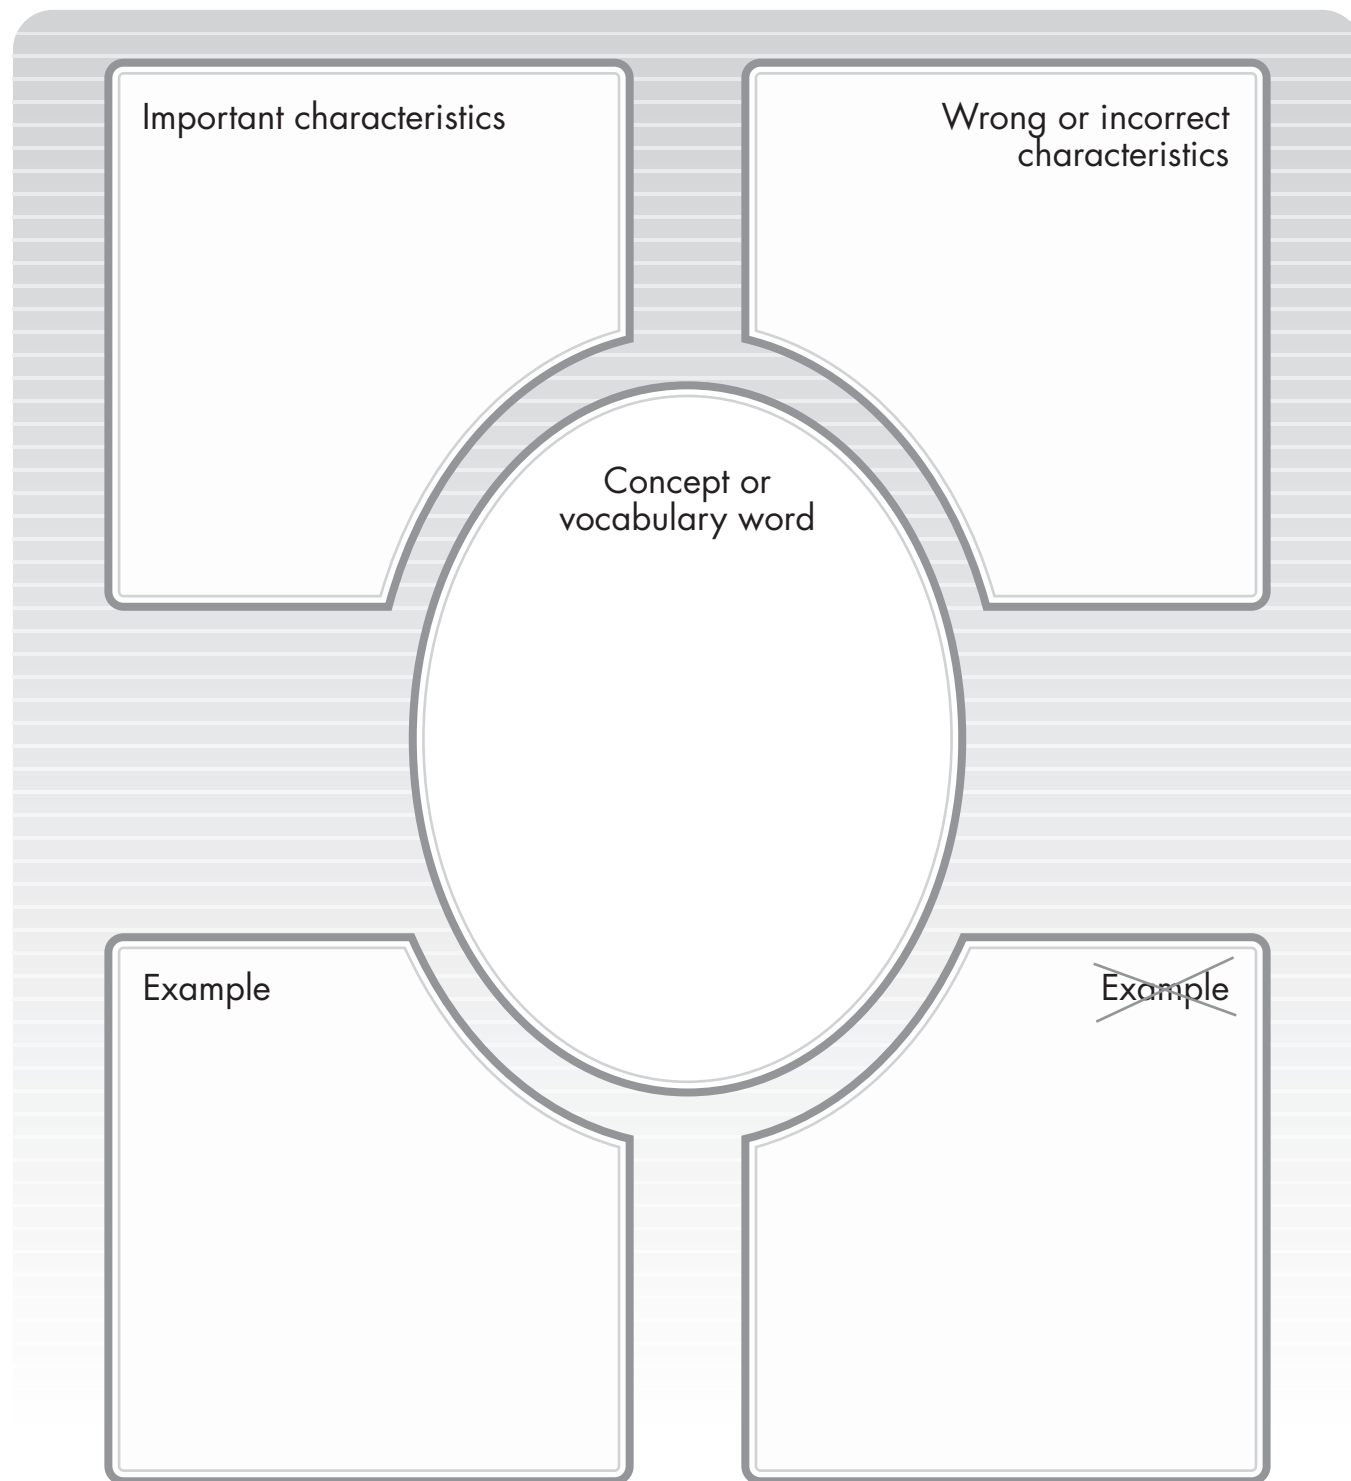 Important characteristics
Wrong or incorrect
characteristics
Concept or
vocabulary word
Example
Example